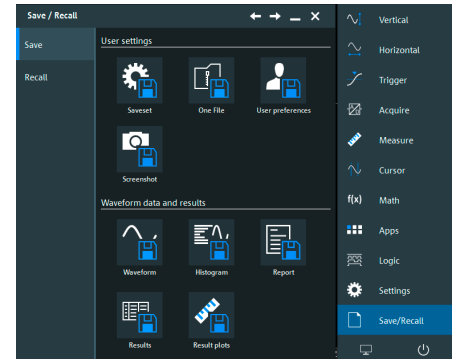 Save / Recall
Save
Recall
User settings
Saveset
One File
User preferences
Screenshot
Waveform data and results
Waveform
Histogram
Report
Results
Result plots
Vertical
Horizontal
Trigger
Acquire
Measure
Cursor
f(x) Math
Apps
Logic
Settings
Save/Recall